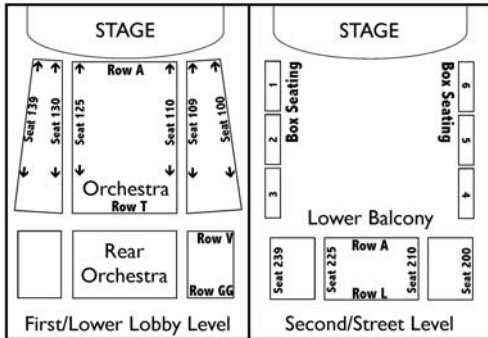 STAGE
Row A
Seat 139
Seat 130
Seat 125
Seat 110
Seat 109
Seat 100
Orchestra
Row T
Rear
Orchestra
Row V
Row GG
First/Lower Lobby Level
STAGE
1
2
3
Box Seating
Box Seating
6
5
4
Lower Balcony
Seat 239
Seat 225
Row A
Row L
Seat 210
Seat 200
Second/Street Level